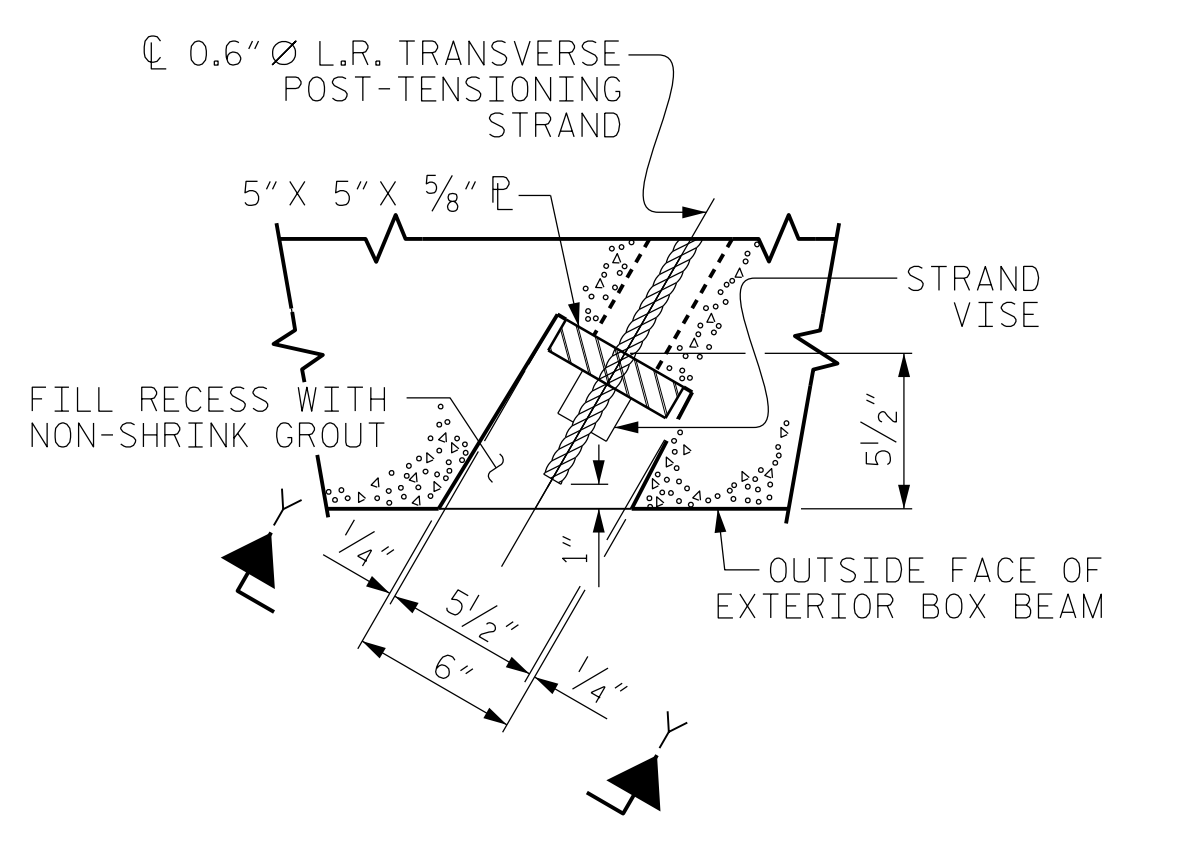 ℄ 0.6"Ø L.R. TRANSVERSE
POST-TENSIONING
STRAND
5"X 5"X 5/8" ⅊
STRAND
VISE
FILL RECESS WITH
NON-SHRINK GROUT
5 1/2"
Y
1/4"
1"
OUTSIDE FACE OF
EXTERIOR BOX BEAM
5 1/2"
6"
1/4"
Y